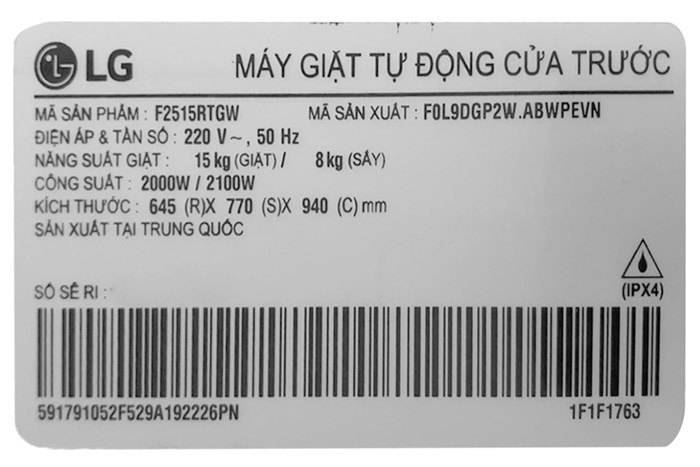 LG MÁY GIẶT TỰ ĐỘNG CỬA TRƯỚC
MÃ SẢN PHẨM : F2515RTGW MÃ SẢN XUẤT : F0L9DGP2W.ABWPEVN
ĐIỆN ÁP & TẦN SỐ : 220 V~, 50 Hz
NĂNG SUẤT GIẶT : 15 kg (GIẶT) / 8 kg (SẤY)
CÔNG SUẤT : 2000W / 2100W
KÍCH THƯỚC : 645 (R)X 770 (S)X 940 (C) mm
SẢN XUẤT TẠI TRUNG QUỐC
SỐ SÊ RI :
(IPX4)
591791052F529A192226PN 1F1F1763